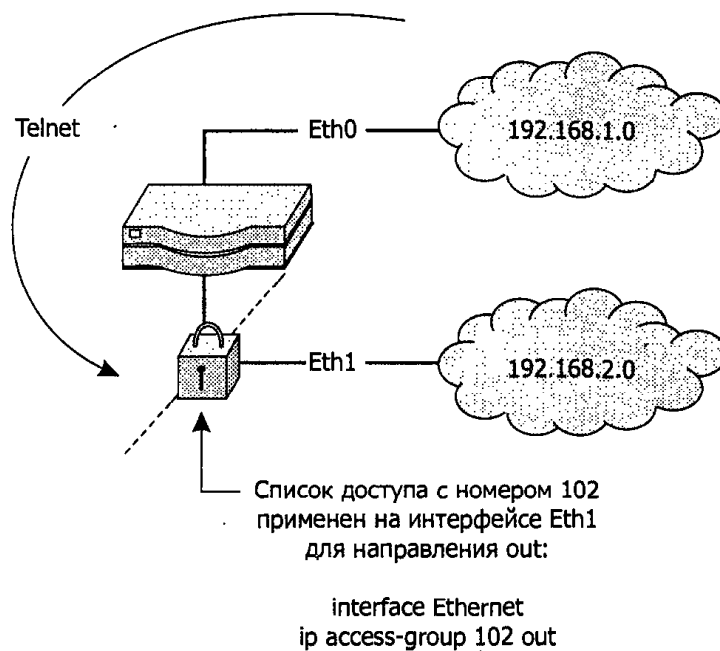 Telnet
Eth0
192.168.1.0
Eth1
192.168.2.0
Список доступа с номером 102
применен на интерфейсе Eth1
для направления out:
interface Ethernet
ip access-group 102 out